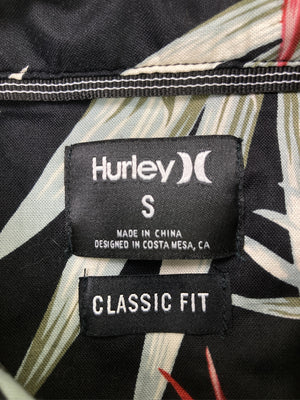 Hurley
S
MADE IN CHINA
DESIGNED IN COSTA MESA, CA
CLASSIC FIT